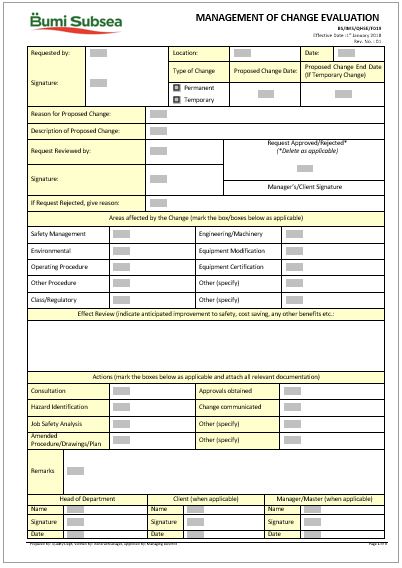 Bumi Subsea
MANAGEMENT OF CHANGE EVALUATION
BS/IMS/QHSE/F019
Effective Date :1st January 2018
Rev. No. : 01
Requested by:
Location:
Date:
Signature:
Type of Change
Proposed Change Date:
Proposed Change End Date
(If Temporary Change)
Permanent
Temporary
Reason for Proposed Change:
Description of Proposed Change:
Request Reviewed by:
Request Approved/Rejected*
(*Delete as applicable)
Signature:
Manager's/Client Signature
If Request Rejected, give reason:
Areas affected by the Change (mark the box/boxes below as applicable)
Safety Management
Engineering/Machinery
Environmental
Equipment Modification
Operating Procedure
Equipment Certification
Other Procedure
Other (specify)
Class/Regulatory
Other (specify)
Effect Review (indicate anticipated improvement to safety, cost saving, any other benefits etc.:
Actions (mark the boxes below as applicable and attach all relevant documentation)
Consultation
Approvals obtained
Hazard Identification
Change communicated
Job Safety Analysis
Other (specify)
Amended
Procedure/Drawings/Plan
Other (specify)
Remarks
Head of Department
Client (when applicable)
Manager/Master (when applicable)
Name
Name
Name
Signature
Signature
Signature
Date
Date
Date